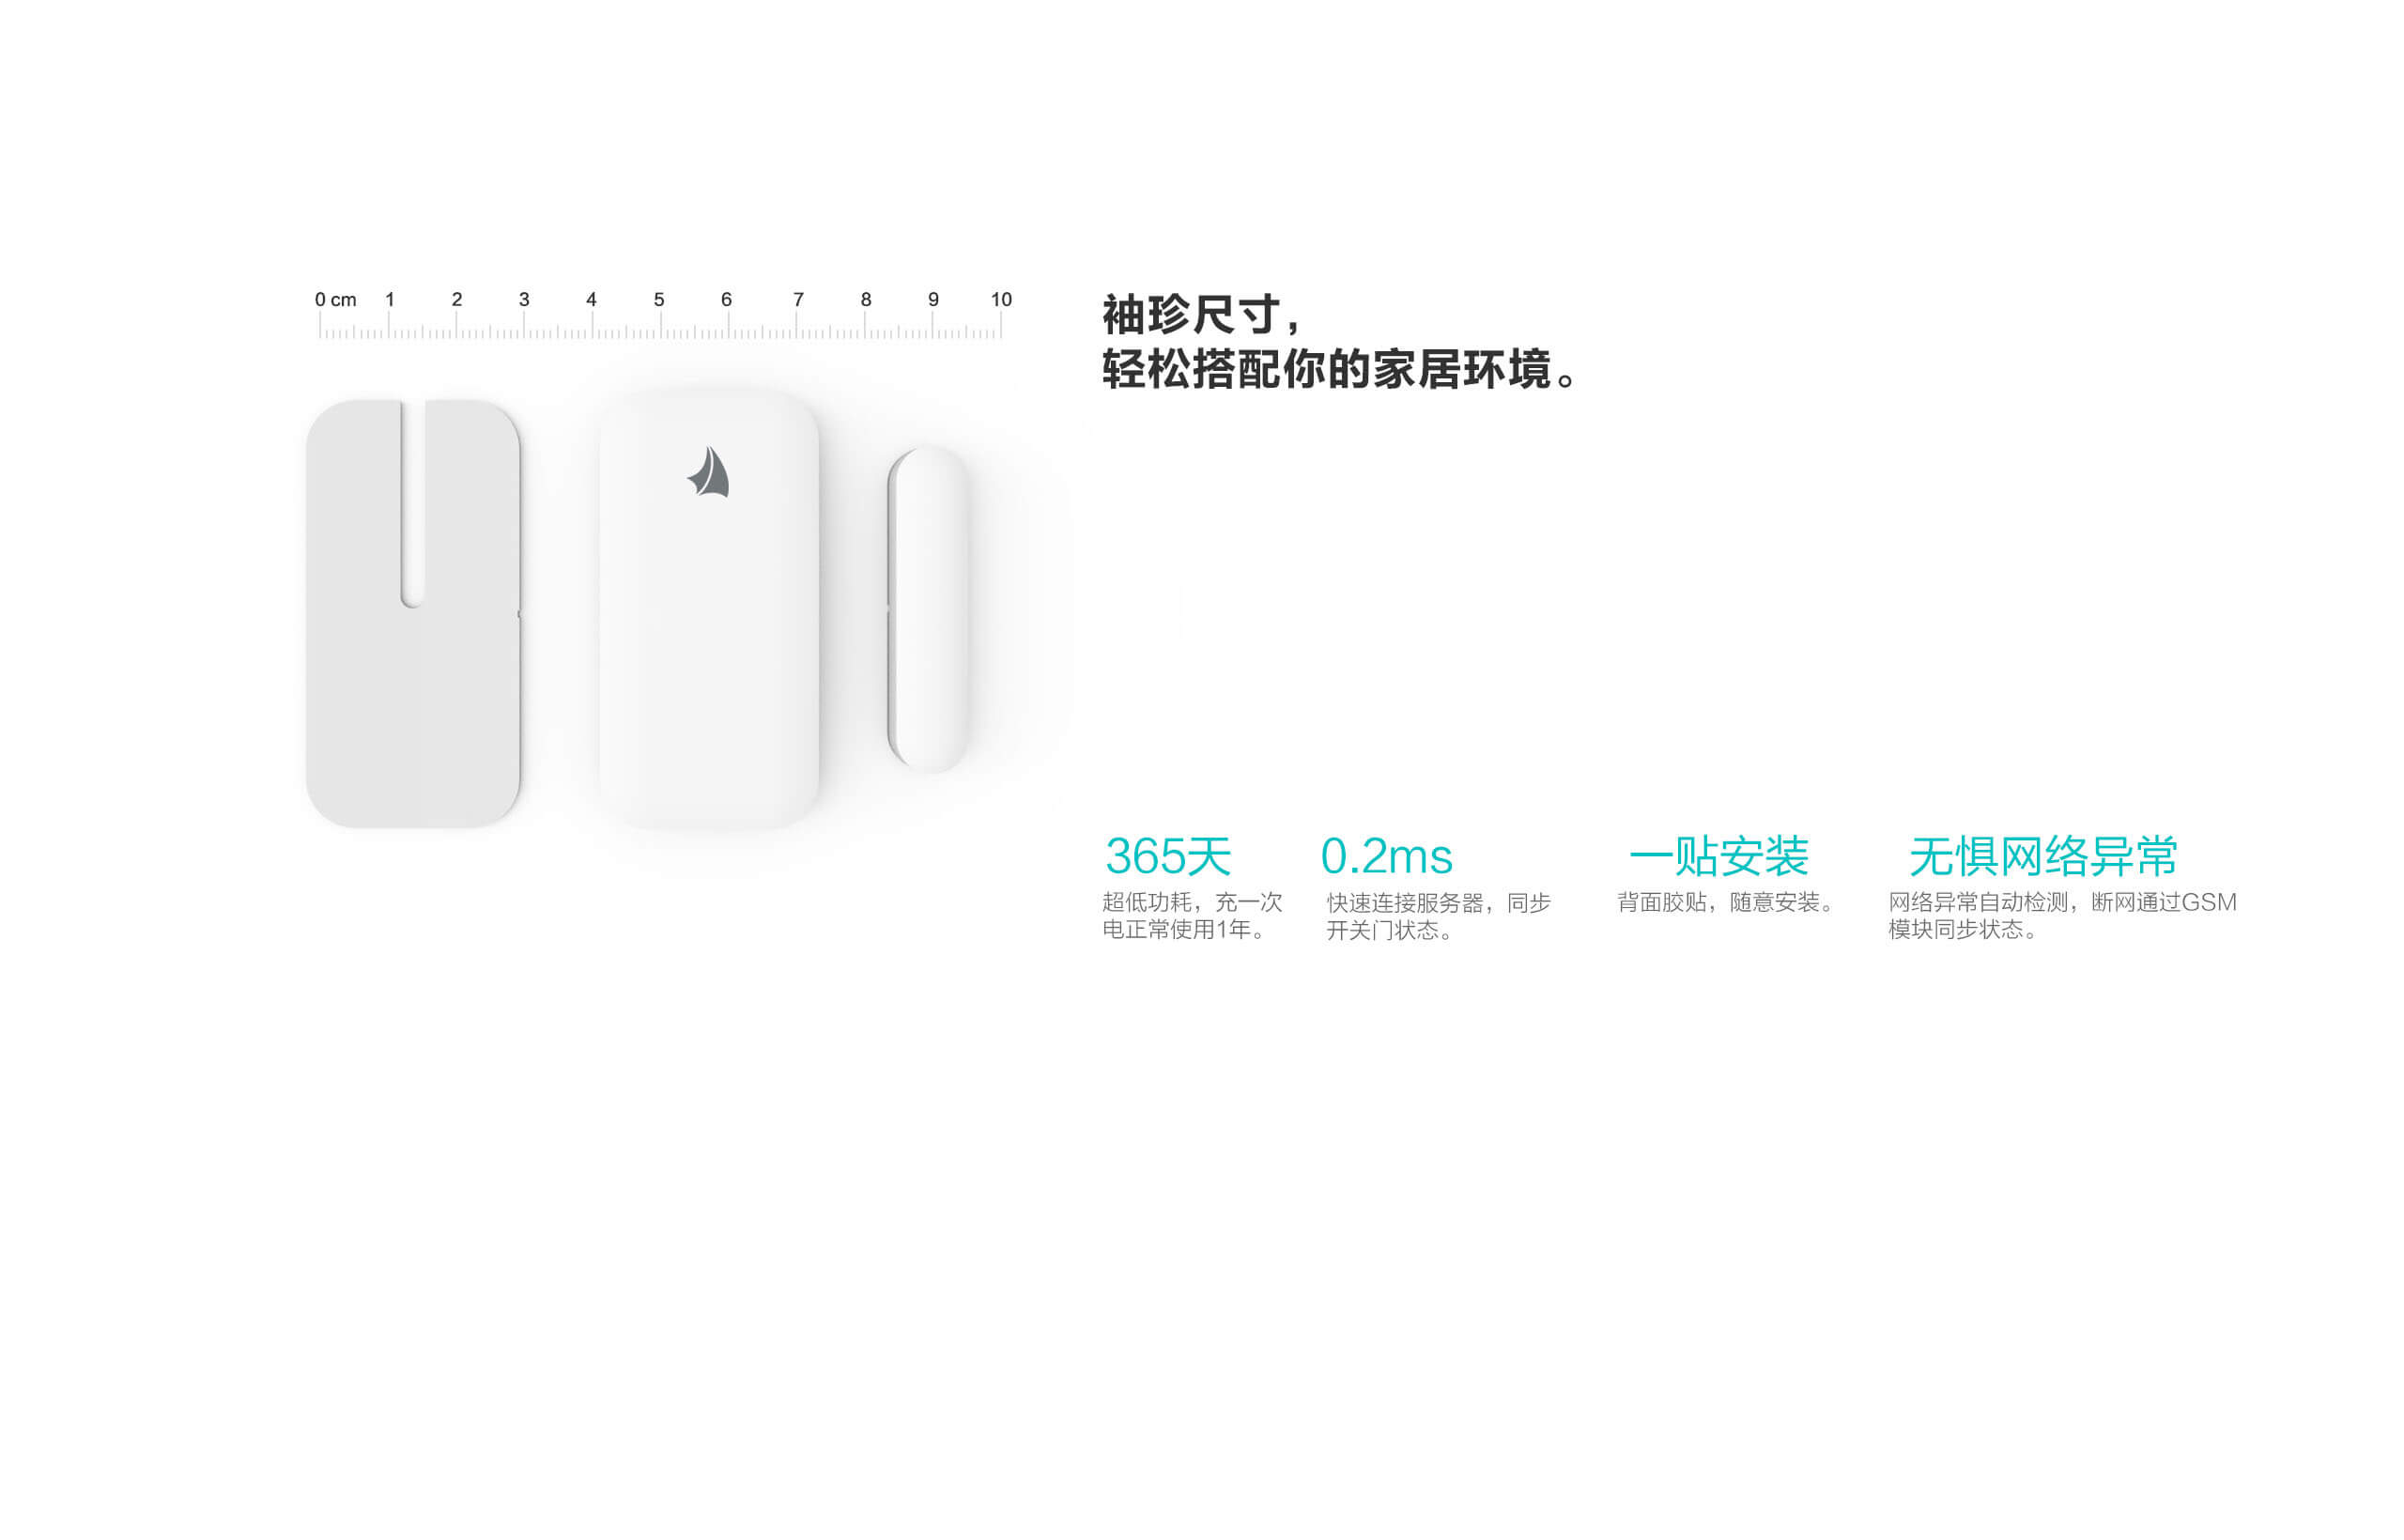 0 cm 1 2 3 4 5 6 7 8 9 10
袖珍尺寸，
轻松搭配你的家居环境。
365天
超低功耗，充一次
电正常使用1年。
0.2ms
快速连接服务器，同步
开关门状态。
一贴安装
背面胶贴，随意安装。
无惧网络异常
网络异常自动检测，断网通过GSM
模块同步状态。